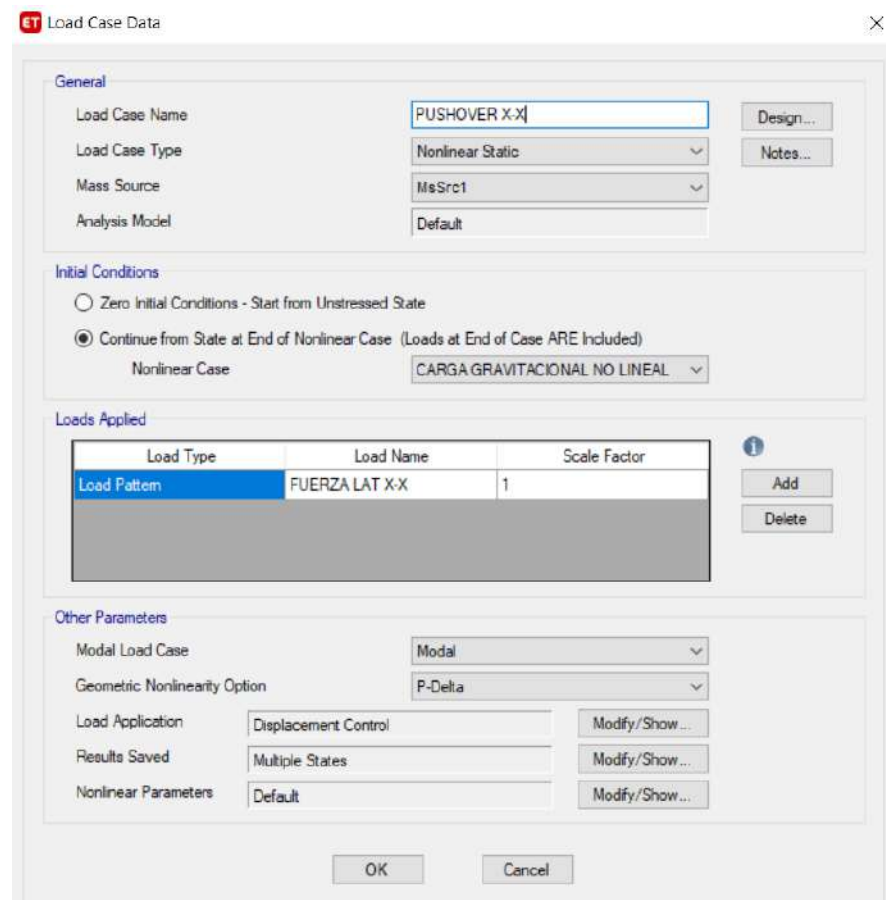 ET Load Case Data
General
Load Case Name PUSHOVER X-X Design...
Load Case Type Nonlinear Static Notes...
Mass Source MsSrc1
Analysis Model Default
Initial Conditions
Zero Initial Conditions - Start from Unstressed State
Continue from State at End of Nonlinear Case (Loads at End of Case ARE Included)
Nonlinear Case CARGA GRAVITACIONAL NO LINEAL
Loads Applied
Load Type Load Name Scale Factor
Load Pattern FUERZA LAT X-X 1 Add
Delete
Other Parameters
Modal Load Case Modal
Geometric Nonlinearity Option P-Delta
Load Application Displacement Control Modify/Show...
Results Saved Multiple States Modify/Show...
Nonlinear Parameters Default Modify/Show...
OK Cancel